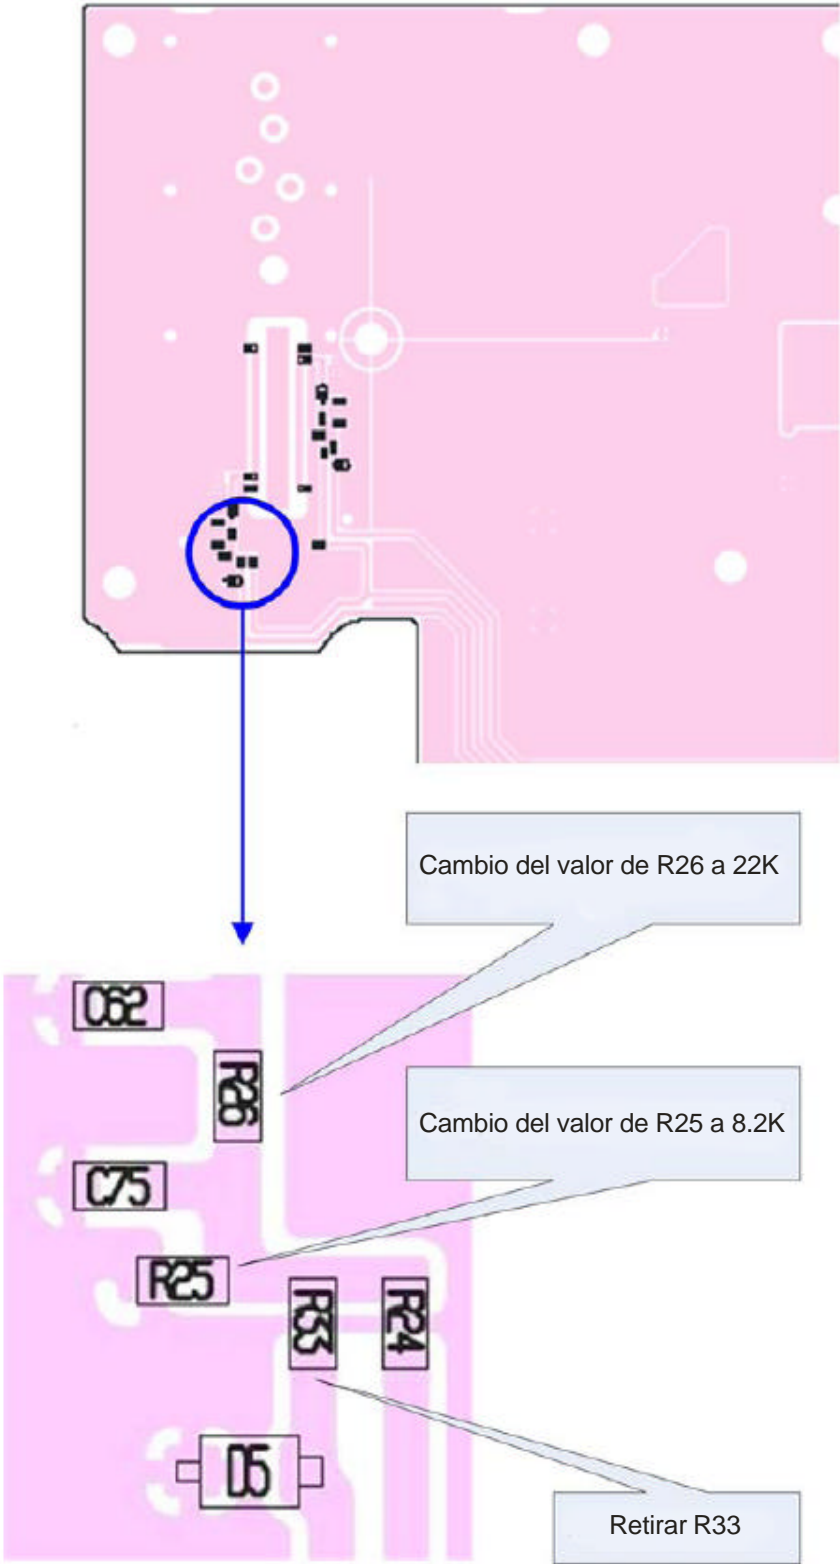 Cambio del valor de R26 a 22K
C62
R26
Cambio del valor de R25 a 8.2K
C75
R25
R33
R24
D5
Retirar R33